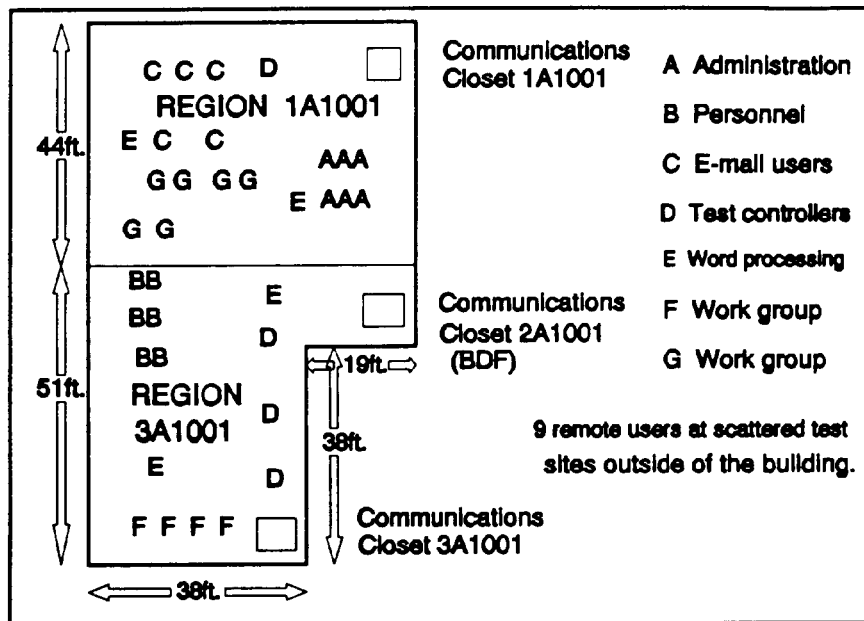 C C C D
REGION 1A1001
E C C
AAA
GG GG
E AAA
G G
44ft.
BB
E
BB
D
BB
REGION
3A1001
D
E
D
F F F F
51ft.
19ft.
38ft.
38ft.
Communications
Closet 1A1001
Communications
Closet 2A1001
(BDF)
Communications
Closet 3A1001
A Administration
B Personnel
C E-mail users
D Test controllers
E Word processing
F Work group
G Work group
9 remote users at scattered test
sites outside of the building.